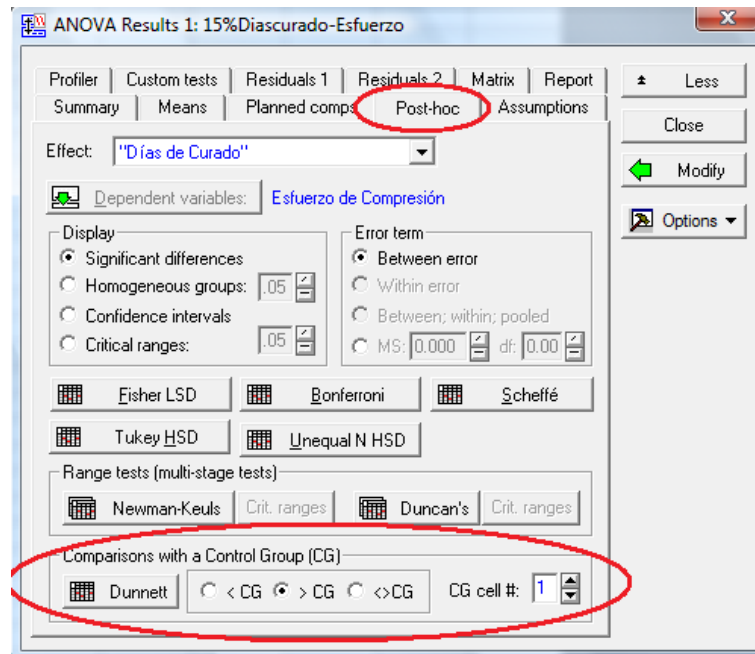 ANOVA Results 1: 15%Diascurado-Esfuerzo
Profiler Custom tests Residuals 1 Residuals 2 Matrix Report
Summary Means Planned comps Post-hoc Assumptions
Less
Close
Modify
Options
Effect: "Días de Curado"
Dependent variables: Esfuerzo de Compresión
Display
Significant differences
Homogeneous groups: .05
Confidence intervals
Critical ranges: .05
Error term
Between error
Within error
Between; within; pooled
MS: 0.000 df: 0.00
Fisher LSD Bonferroni Scheffé
Tukey HSD Unequal N HSD
Range tests (multi-stage tests)
Newman-Keuls Crit. ranges Duncan's Crit. ranges
Comparisons with a Control Group (CG)
Dunnett < CG > CG <>CG CG cell #: 1